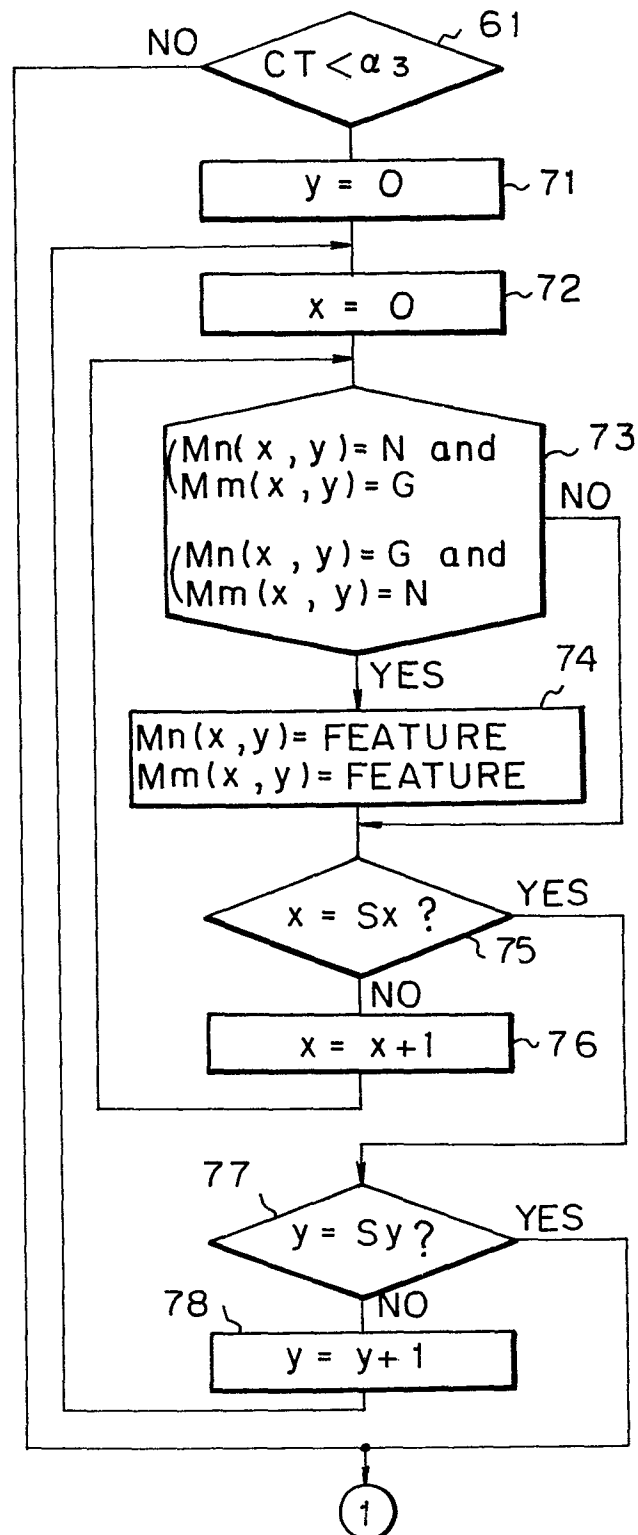 61
NO
CT<α3
y = 0
71
x = 0
72
(Mn(x,y)=N and
(Mm(x,y)=G
73
NO
(Mn(x,y)=G and
(Mm(x,y)=N
YES
74
Mn(x,y)=FEATURE
Mm(x,y)=FEATURE
x = Sx ?
YES
75
NO
x = x+1
76
77
y = Sy?
YES
NO
78
y = y+1
1